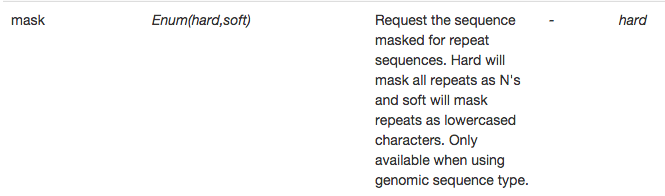 mask Enum(hard,soft) Request the sequence - hard
masked for repeat
sequences. Hard will
mask all repeats as N's
and soft will mask
repeats as lowercased
characters. Only
available when using
genomic sequence type.